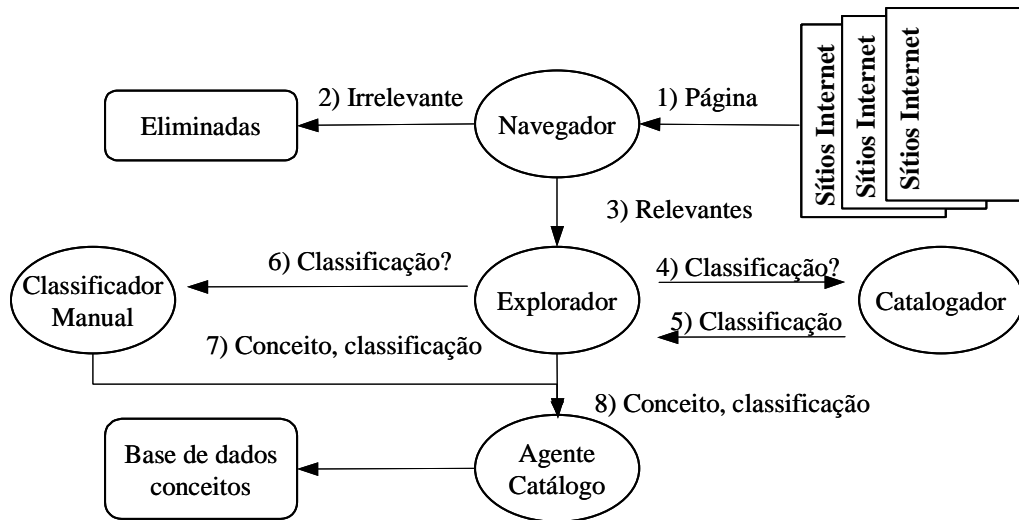 Sítios Internet
Sítios Internet
Sítios Internet
2) Irrelevante
1) Página
Eliminadas
Navegador
3) Relevantes
6) Classificação?
4) Classificação?
Classificador
Manual
Explorador
Catalogador
5) Classificação
7) Conceito, classificação
8) Conceito, classificação
Base de dados
conceitos
Agente
Catálogo